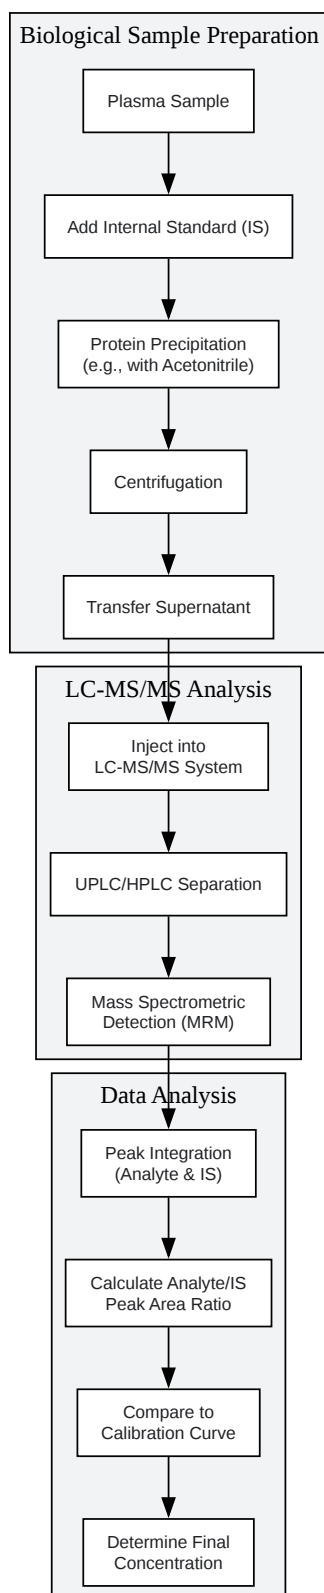 Biological Sample Preparation
Plasma Sample
Add Internal Standard (IS)
Protein Precipitation
(e.g., with Acetonitrile)
Centrifugation
Transfer Supernatant
LC-MS/MS Analysis
Inject into
LC-MS/MS System
UPLC/HPLC Separation
Mass Spectrometric
Detection (MRM)
Data Analysis
Peak Integration
(Analyte & IS)
Calculate Analyte/IS
Peak Area Ratio
Compare to
Calibration Curve
Determine Final
Concentration